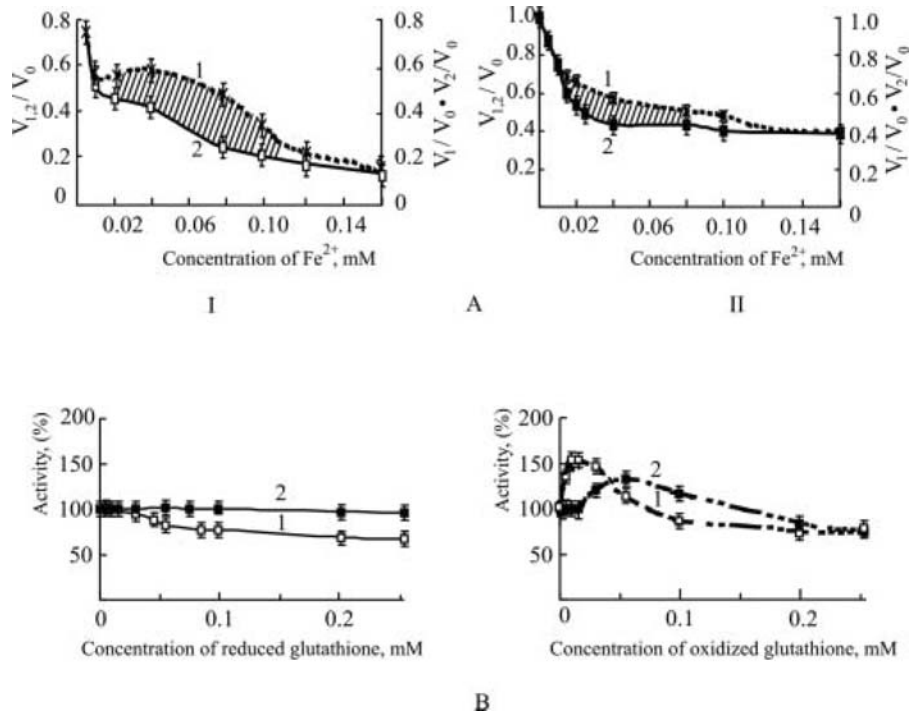 V1,2 / V0
0.8
0.6
0.4
0.2
0
0.02 0.06 0.10 0.14
Concentration of Fe2+, mM
1
2
0.8
0.6
0.4
0.2
0
V1/ V0 • V2/V0
I
A
V1,2 / V0
1.0
0.8
0.6
0.4
0.2
0.02 0.06 0.10 0.14
Concentration of Fe2+, mM
1
2
1.0
0.8
0.6
0.4
0.2
0.0
V1/ V0 • V2/V0
II
Activity, (%)
200
150
100
50
2
1
0 0.1 0.2
Concentration of reduced glutathione, mM
Activity, (%)
200
150
100
50
2
1
0 0.1 0.2
Concentration of oxidized glutathione, mM
B